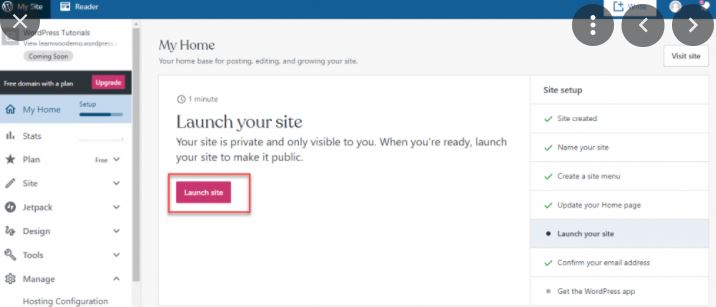 My Site
Reader
Write
WordPress Tutorials
Coming Soon
My Home
Your home base for posting, editing, and growing your site.
Visit site
Free domain with a plan
Upgrade
My Home
Setup
Stats
Plan
Free
Site
Jetpack
Design
Tools
Manage
Hosting Configuration
1 minute
Launch your site
Your site is private and only visible to you. When you're ready, launch
your site to make it public.
Launch site
Site setup
Site created
Name your site
Create a site menu
Update your Home page
Launch your site
Confirm your email address
Get the WordPress app